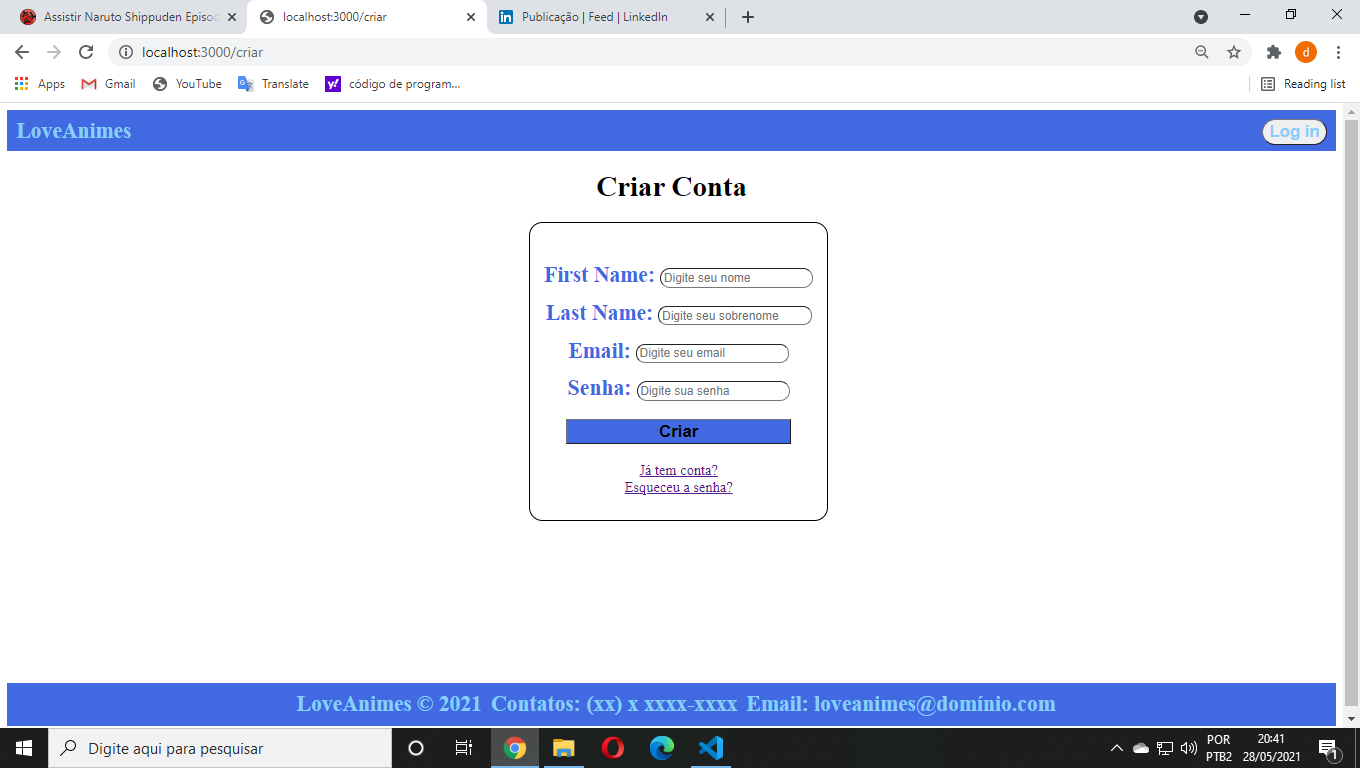 Assistir Naruto Shippuden Episod
localhost:3000/criar
Publicação | Feed | LinkedIn
localhost:3000/criar
d
Apps
Gmail
YouTube
Translate
código de program...
Reading list
LoveAnimes
Log in
Criar Conta
First Name: Digite seu nome
Last Name: Digite seu sobrenome
Email: Digite seu email
Senha: Digite sua senha
Criar
Já tem conta?
Esqueceu a senha?
LoveAnimes © 2021 Contatos: (xx) x xxxx-xxxx Email: loveanimes@domínio.com
Digite aqui para pesquisar
POR
PTB2
20:41
28/05/2021
1